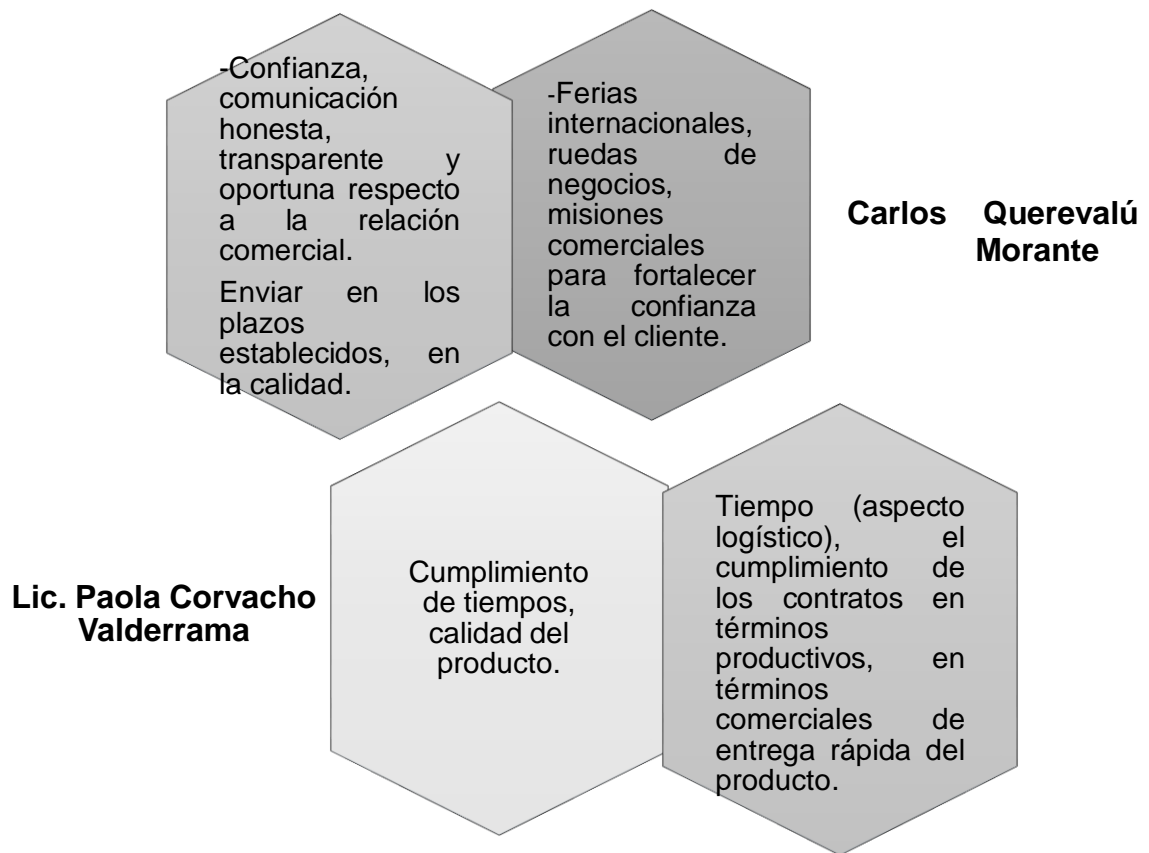 -Confianza,
comunicación
honesta,
transparente y
oportuna respecto
a la relación
comercial.
Enviar en los
plazos
establecidos, en
la calidad.
-Ferias
internacionales,
ruedas de
negocios,
misiones
comerciales
para fortalecer
la confianza
con el cliente.
Carlos Querevalú
Morante
Lic. Paola Corvacho
Valderrama
Cumplimiento
de tiempos,
calidad del
producto.
Tiempo (aspecto
logístico), el
cumplimiento de
los contratos en
términos
productivos, en
términos
comerciales de
entrega rápida del
producto.